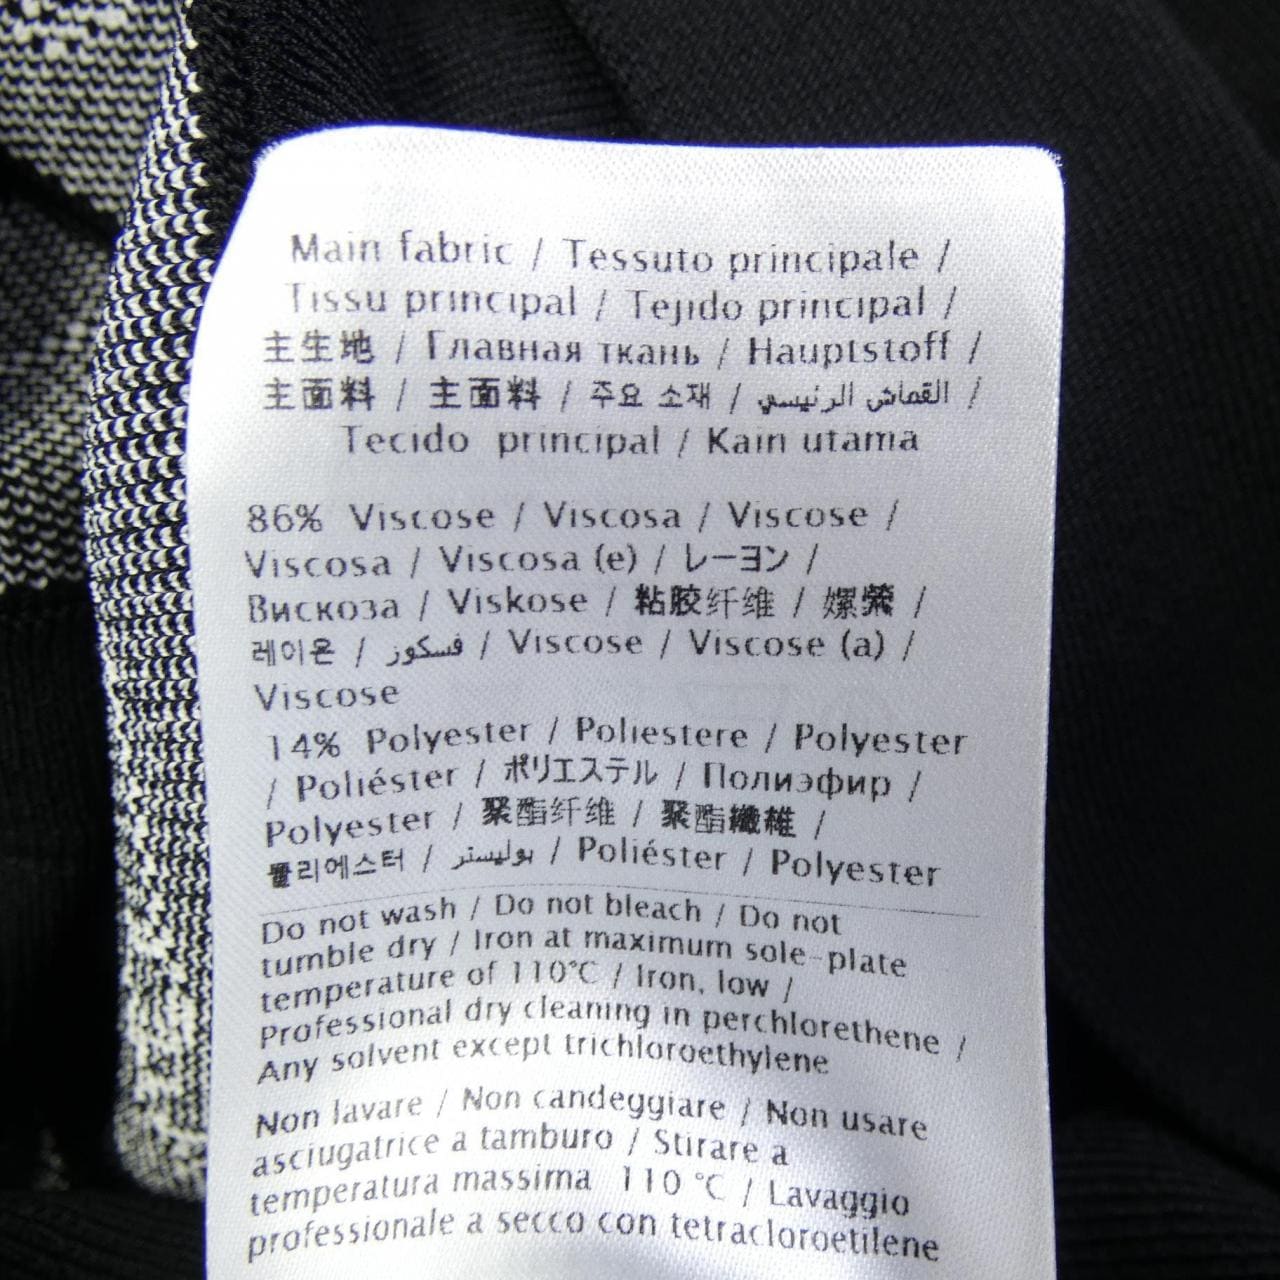 Main fabric / Tessuto principale /
Tissu principal / Tejido principal /
主生地 / Главная ткань / Hauptstoff /
主面料 / 主面料 / 주요 소재 / القماش الرئيسي /
Tecido principal / Kain utama
86% Viscose / Viscosa / Viscose /
Viscosa / Viscosa (e) / レーヨン /
Вискоза / Viskose / 粘胶纤维 / 嫘縈 /
레이온 / فسكوز / Viscose / Viscose (a) /
Viscose
14% Polyester / Poliestere / Polyester
/ Poliéster / ポリエステル / Полиэфир /
Polyester / 聚酯纤维 / 聚酯纖維 /
폴리에스터 / بوليستر / Poliéster / Polyester
Do not wash / Do not bleach / Do not
tumble dry / Iron at maximum sole-plate
temperature of 110°C / Iron, low /
Professional dry cleaning in perchlorethene /
Any solvent except trichloroethylene
Non lavare / Non candeggiare / Non usare
asciugatrice a tamburo / Stirare a
temperatura massima 110 °C / Lavaggio
professionale a secco con tetracloroetilene